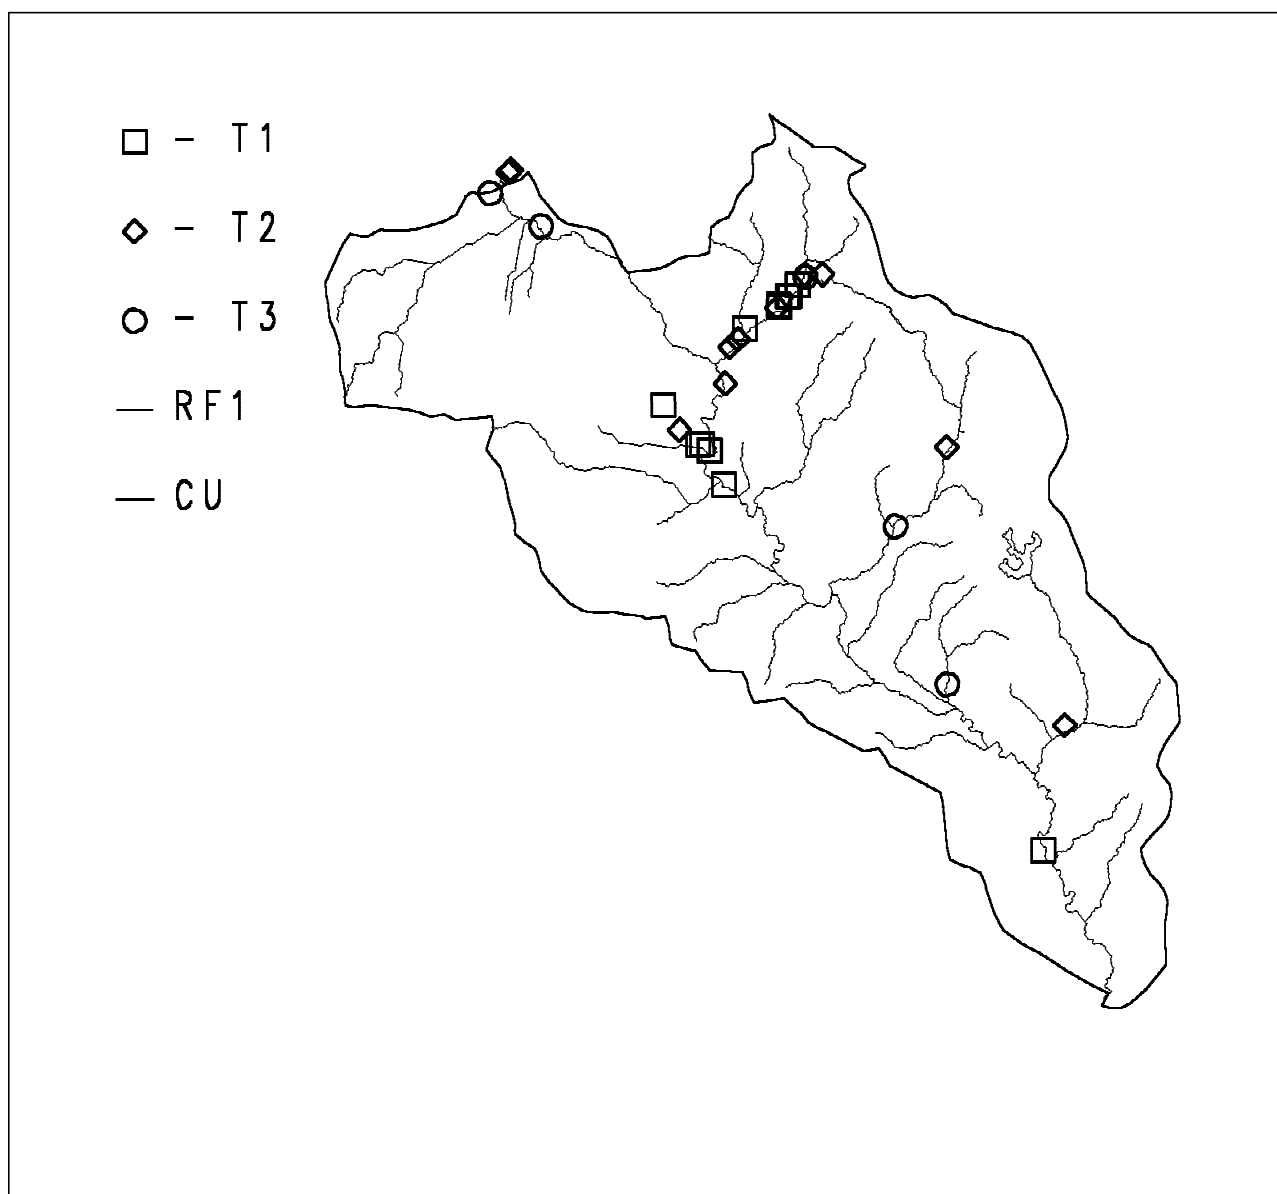 □ - T1
◇ - T2
○ - T3
— RF1
— CU